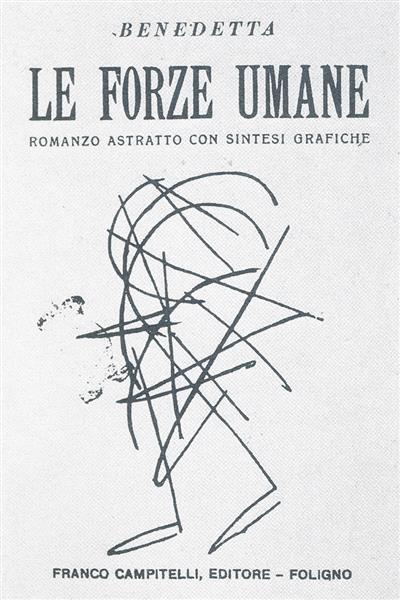 BENEDETTA
LE FORZE UMANE
ROMANZO ASTRATTO CON SINTESI GRAFICHE
FRANCO CAMPITELLI, EDITORE – FOLIGNO